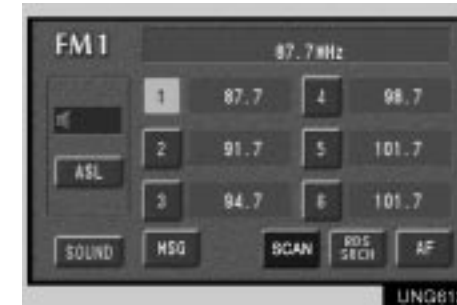 FM1
87.7MHz
1 87.7 4 98.7
2 91.7 5 101.7
ASL
3 94.7 6 101.7
SOUND MSG SCAN RDS SRCH AF